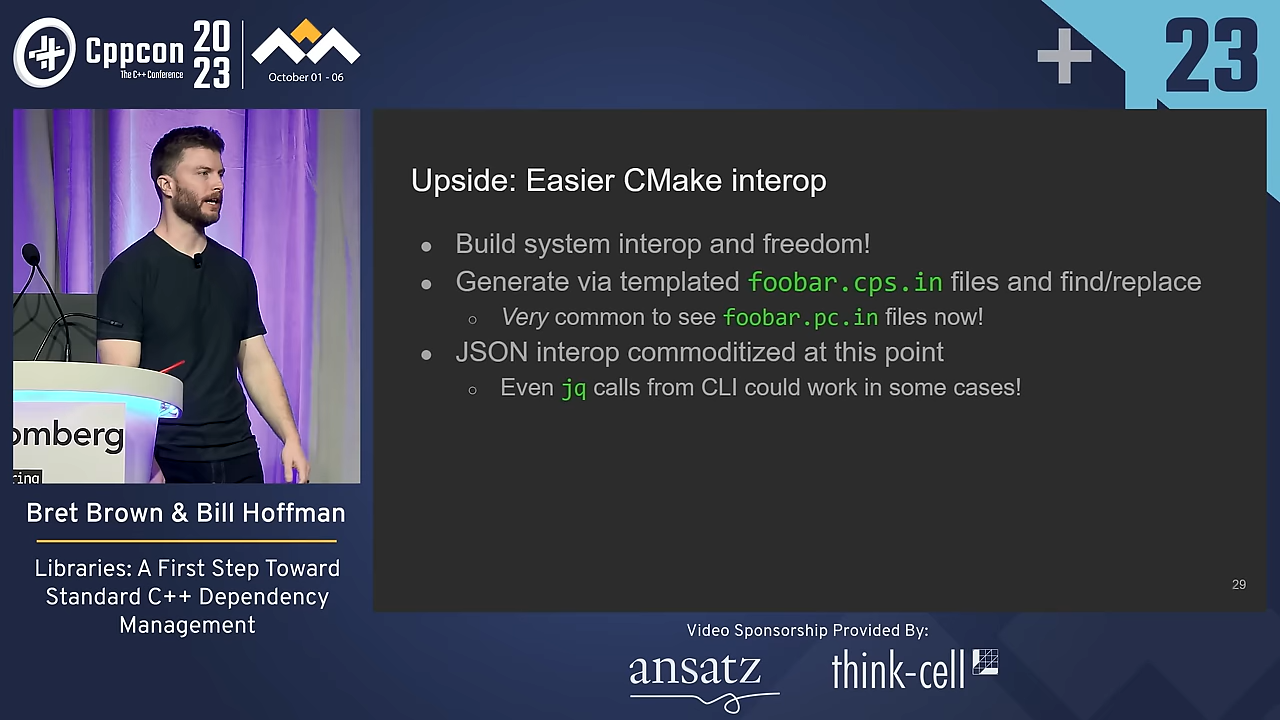 Cppcon
The C++ Conference
20
23
October 01 - 06
23
omberg
ring
Bret Brown & Bill Hoffman
Libraries: A First Step Toward
Standard C++ Dependency
Management
Upside: Easier CMake interop
● Build system interop and freedom!
● Generate via templated foobar.cps.in files and find/replace
○ Very common to see foobar.pc.in files now!
● JSON interop commoditized at this point
○ Even jq calls from CLI could work in some cases!
29
Video Sponsorship Provided By:
ansatz
think-cell